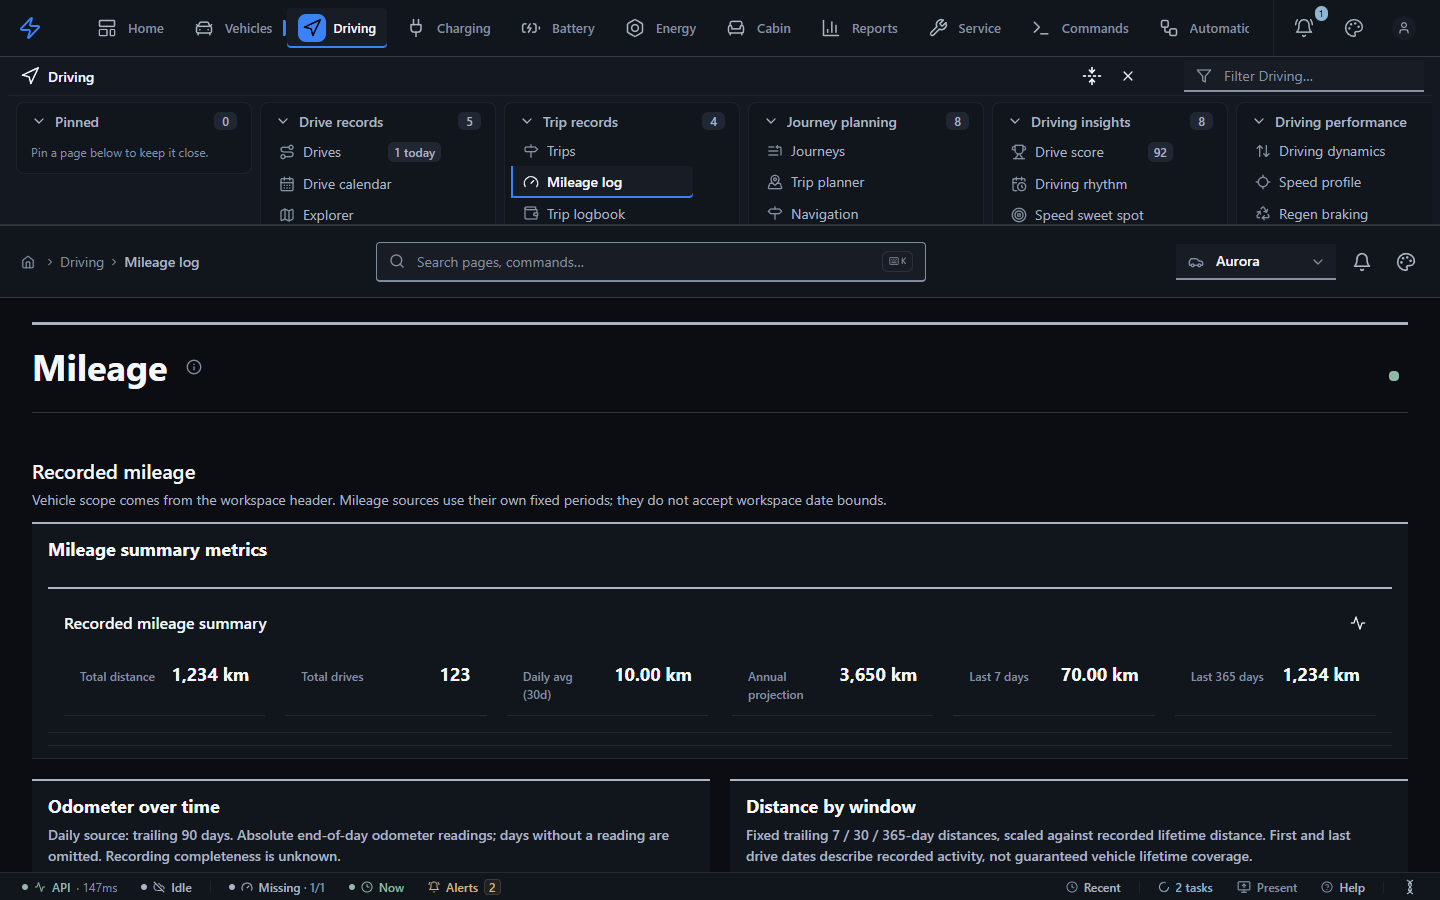 Home
Vehicles
Driving
Charging
Battery
Energy
Cabin
Reports
Service
Commands
Automatic
1
Driving
Filter Driving...
Pinned 0
Pin a page below to keep it close.
Drive records 5
Drives 1 today
Drive calendar
Explorer
Trip records 4
Trips
Mileage log
Trip logbook
Journey planning 8
Journeys
Trip planner
Navigation
Driving insights 8
Drive score 92
Driving rhythm
Speed sweet spot
Driving performance
Driving dynamics
Speed profile
Regen braking
Driving
Mileage log
Search pages, commands...
K
Aurora
Mileage
Recorded mileage
Vehicle scope comes from the workspace header. Mileage sources use their own fixed periods; they do not accept workspace date bounds.
Mileage summary metrics
Recorded mileage summary
Total distance 1,234 km
Total drives 123
Daily avg (30d) 10.00 km
Annual projection 3,650 km
Last 7 days 70.00 km
Last 365 days 1,234 km
Odometer over time
Daily source: trailing 90 days. Absolute end-of-day odometer readings; days without a reading are
omitted. Recording completeness is unknown.
Distance by window
Fixed trailing 7 / 30 / 365-day distances, scaled against recorded lifetime distance. First and last
drive dates describe recorded activity, not guaranteed vehicle lifetime coverage.
API · 147ms
Idle
Missing · 1/1
Now
Alerts 2
Recent
2 tasks
Present
Help